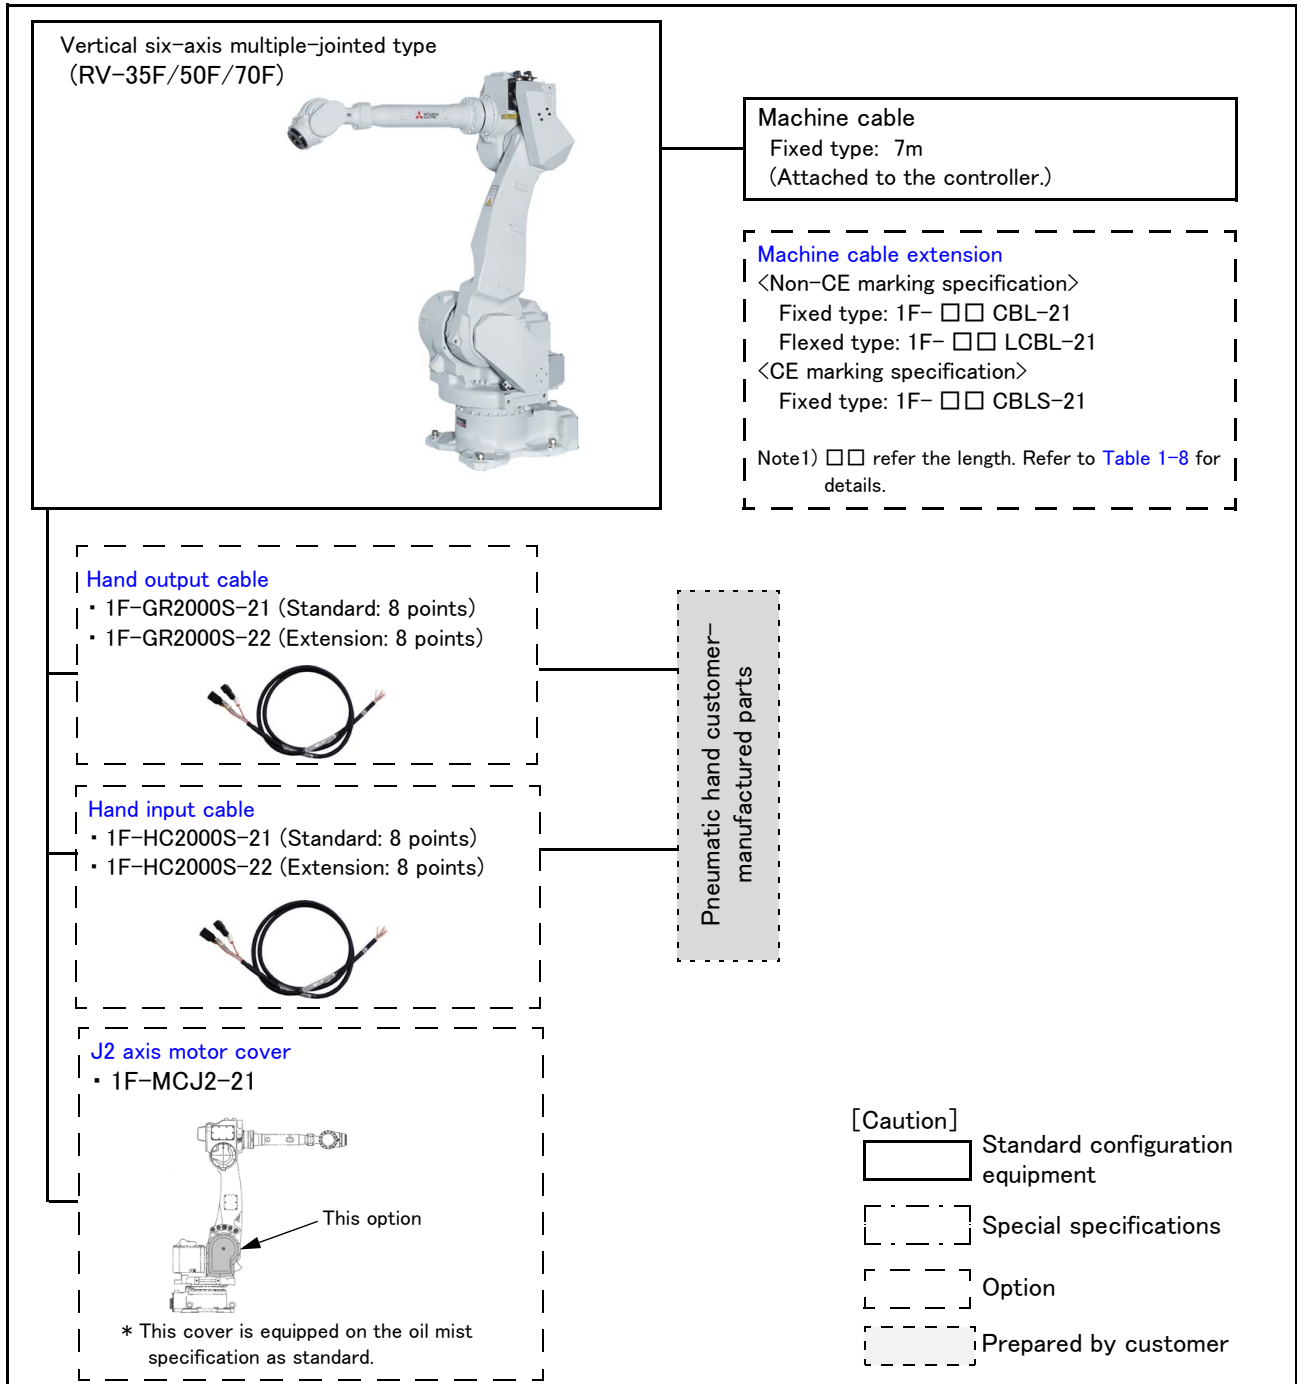 Vertical six-axis multiple-jointed type
(RV-35F/50F/70F)
MITSUBISHI
ELECTRIC
Machine cable
Fixed type: 7m
(Attached to the controller.)
Machine cable extension
<Non-CE marking specification>
Fixed type: 1F- □□ CBL-21
Flexed type: 1F- □□ LCBL-21
<CE marking specification>
Fixed type: 1F- □□ CBLS-21
Note1) □□ refer the length. Refer to Table 1-8 for
details.
Hand output cable
・ 1F-GR2000S-21 (Standard: 8 points)
・ 1F-GR2000S-22 (Extension: 8 points)
Hand input cable
・ 1F-HC2000S-21 (Standard: 8 points)
・ 1F-HC2000S-22 (Extension: 8 points)
Pneumatic hand customer-
manufactured parts
J2 axis motor cover
・ 1F-MCJ2-21
This option
* This cover is equipped on the oil mist
specification as standard.
[Caution]
Standard configuration
equipment
Special specifications
Option
Prepared by customer